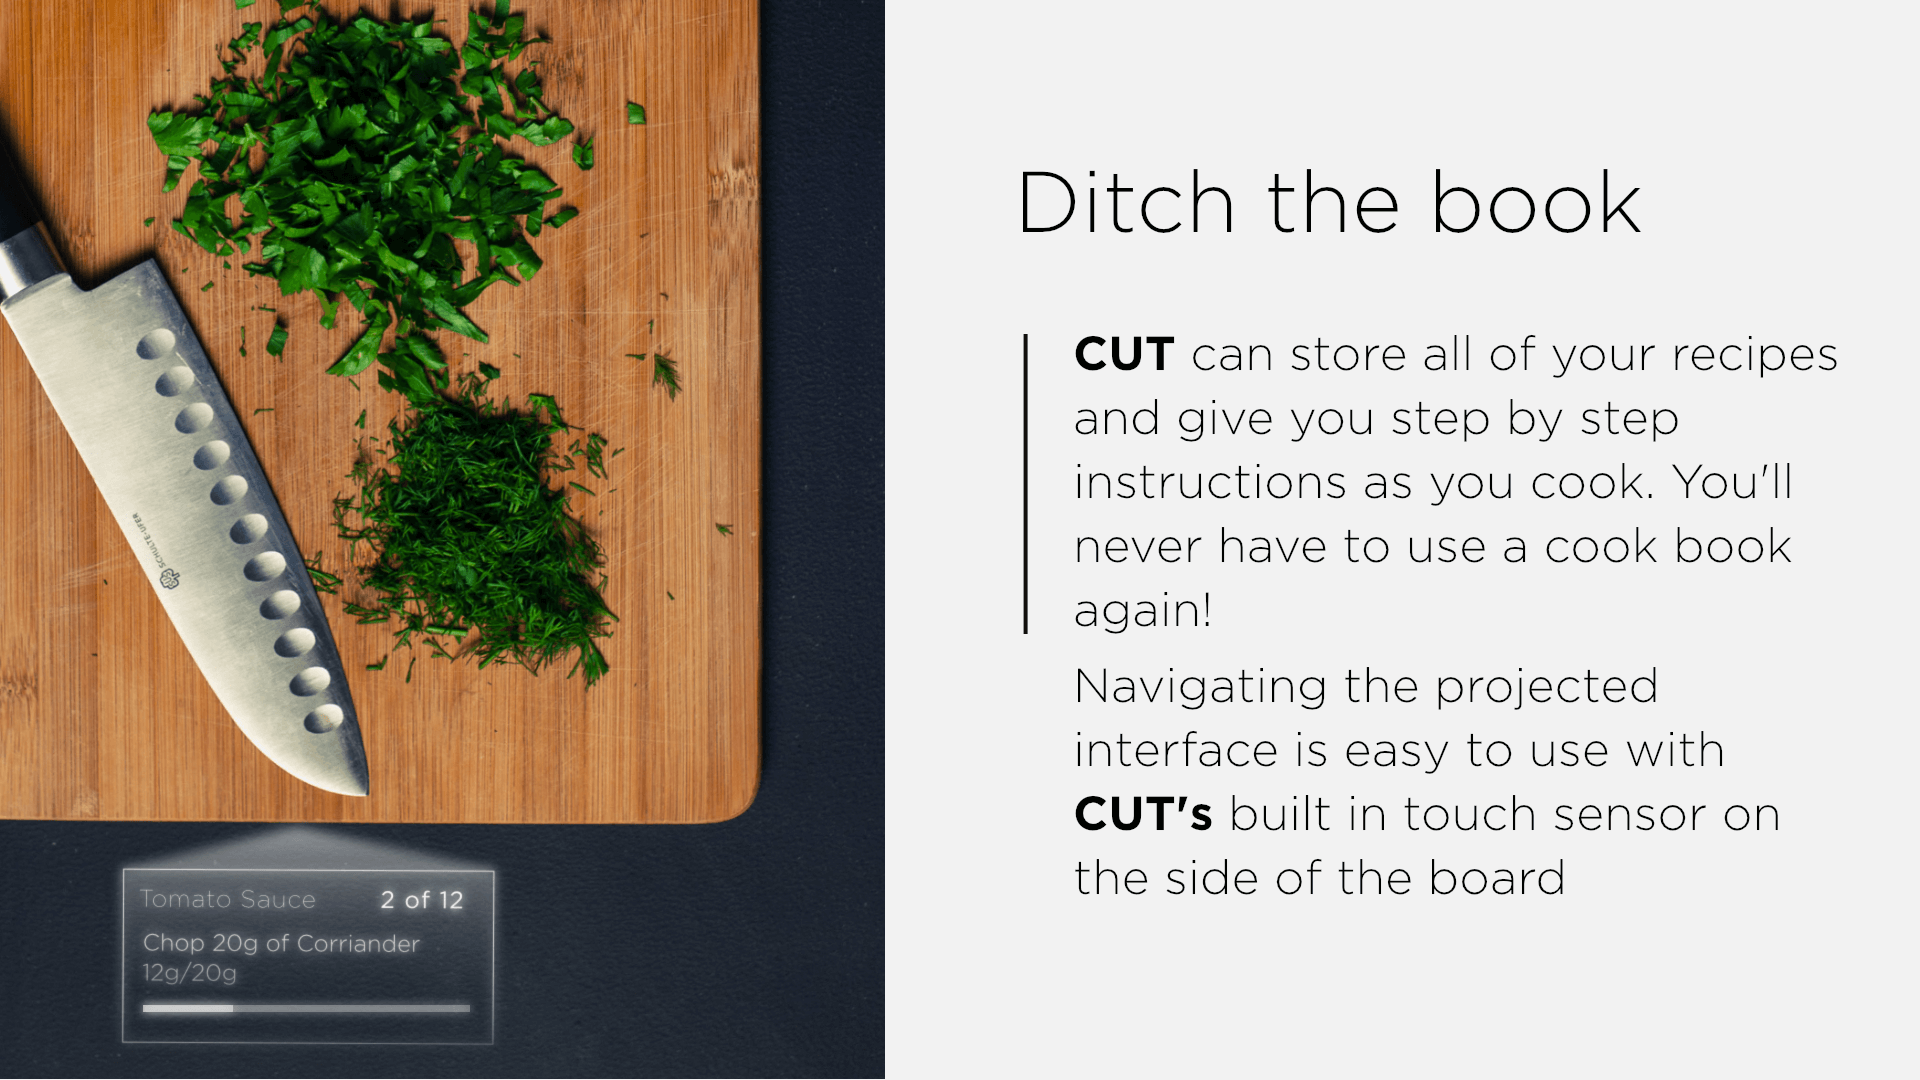 SCHULTE-UFER
Tomato Sauce 2 of 12
Chop 20g of Corriander
12g/20g
Ditch the book
CUT can store all of your recipes
and give you step by step
instructions as you cook. You'll
never have to use a cook book
again!
Navigating the projected
interface is easy to use with
CUT's built in touch sensor on
the side of the board